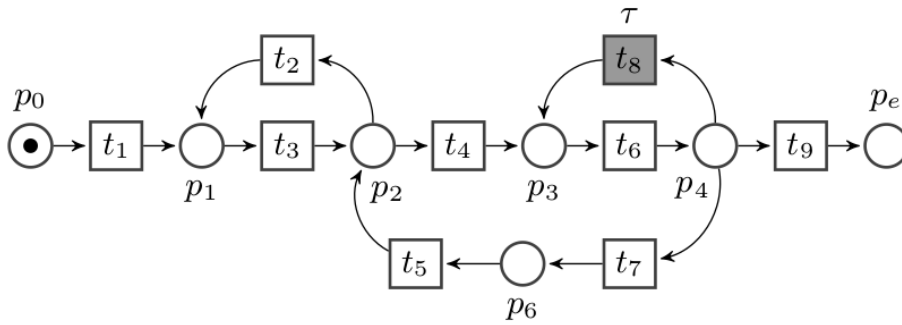 τ
t₂ t₈
p₀ pₑ
t₁ t₃ t₄ t₆ t₉
p₁ p₂ p₃ p₄
t₅ t₇
p₆